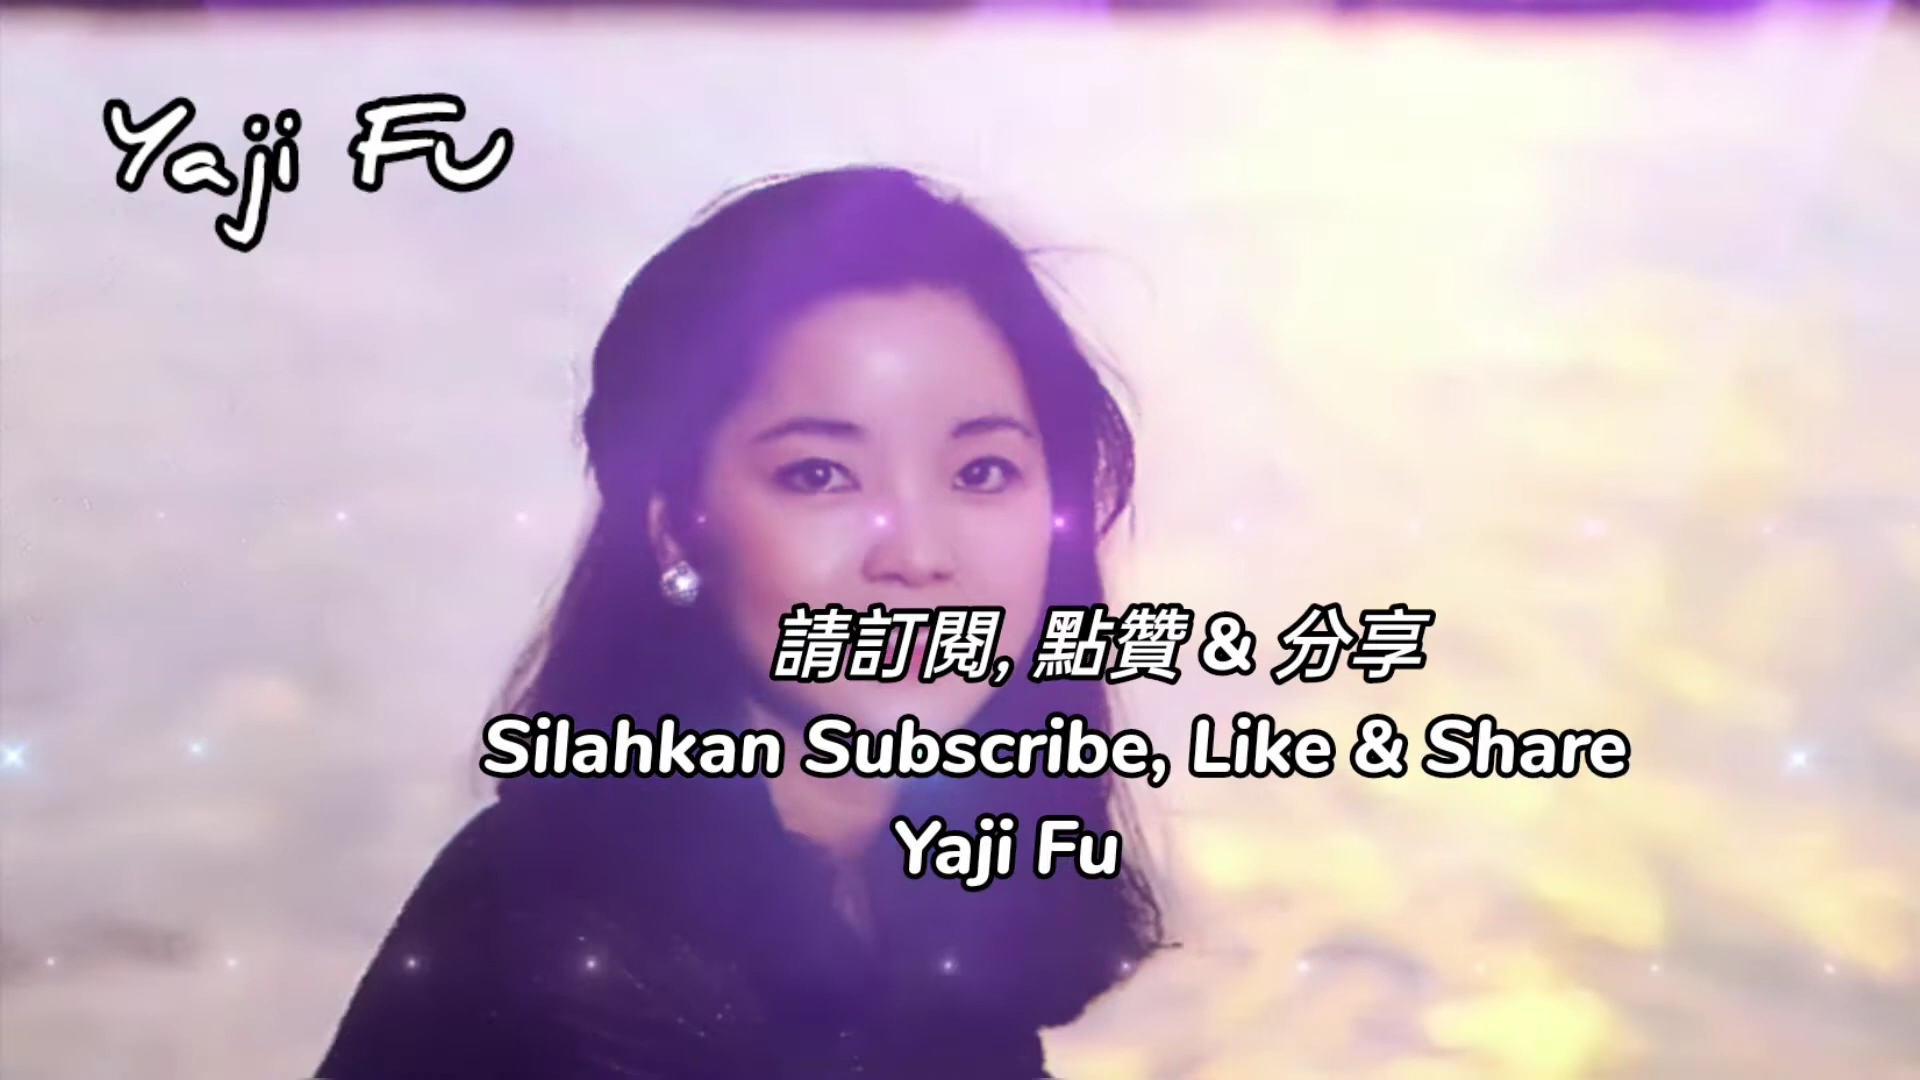 Yaji Fu
請訂閱, 點贊 & 分享
Silahkan Subscribe, Like & Share
Yaji Fu